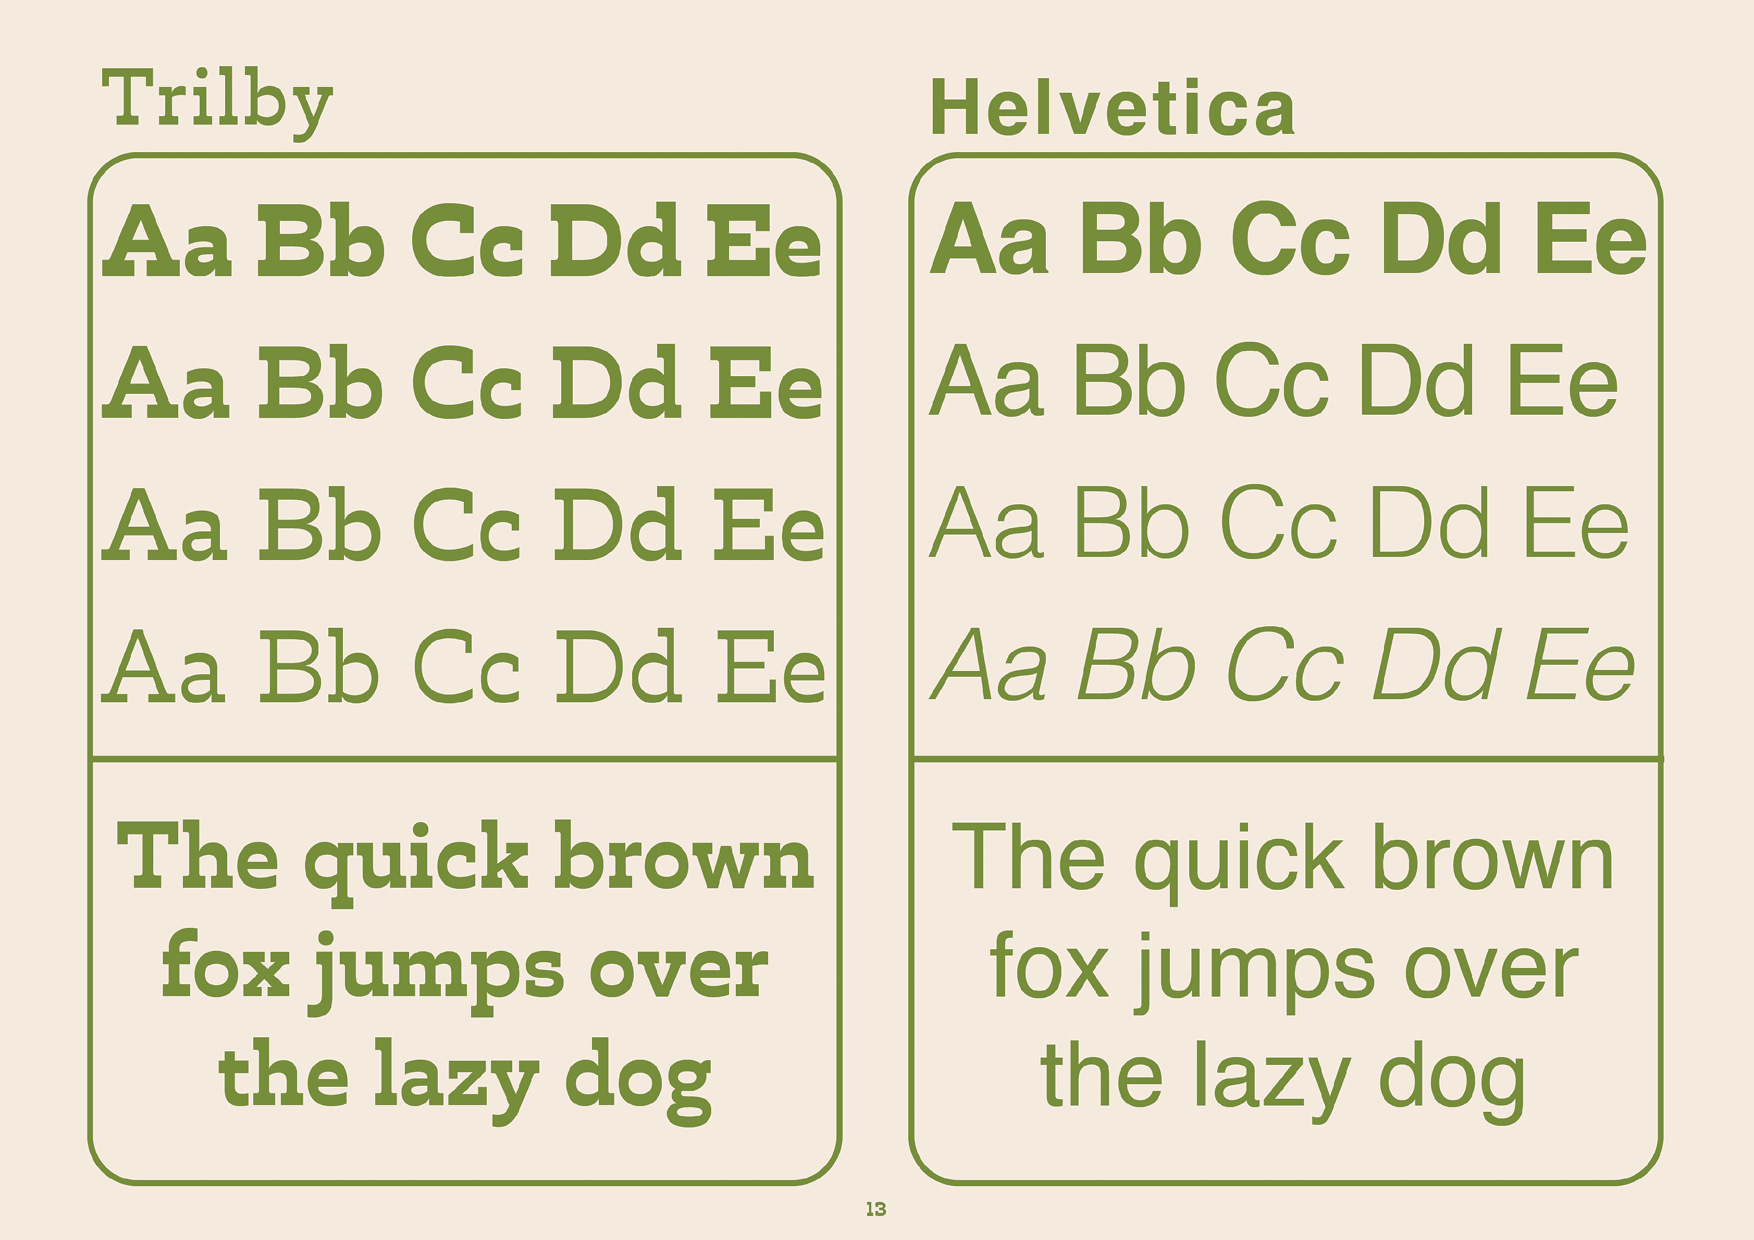 Trilby
Aa Bb Cc Dd Ee
Aa Bb Cc Dd Ee
Aa Bb Cc Dd Ee
Aa Bb Cc Dd Ee
The quick brown
fox jumps over
the lazy dog
Helvetica
Aa Bb Cc Dd Ee
Aa Bb Cc Dd Ee
Aa Bb Cc Dd Ee
Aa Bb Cc Dd Ee
The quick brown
fox jumps over
the lazy dog
13